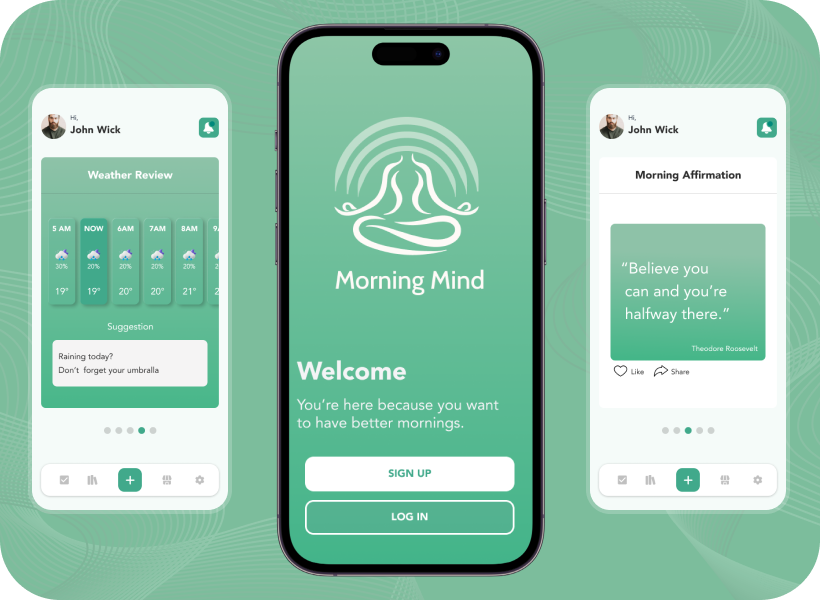 Hi,
John Wick
Weather Review
5 AM NOW 6AM 7AM 8AM 9
30% 20% 20% 20% 20% 2
19° 19° 20° 20° 21° 2
Suggestion
Raining today?
Don't forget your umbralla
Morning Mind
Welcome
You're here because you want
to have better mornings.
SIGN UP
LOG IN
Hi,
John Wick
Morning Affirmation
“Believe you
can and you're
halfway there.”
Theodore Roosevelt
Like Share